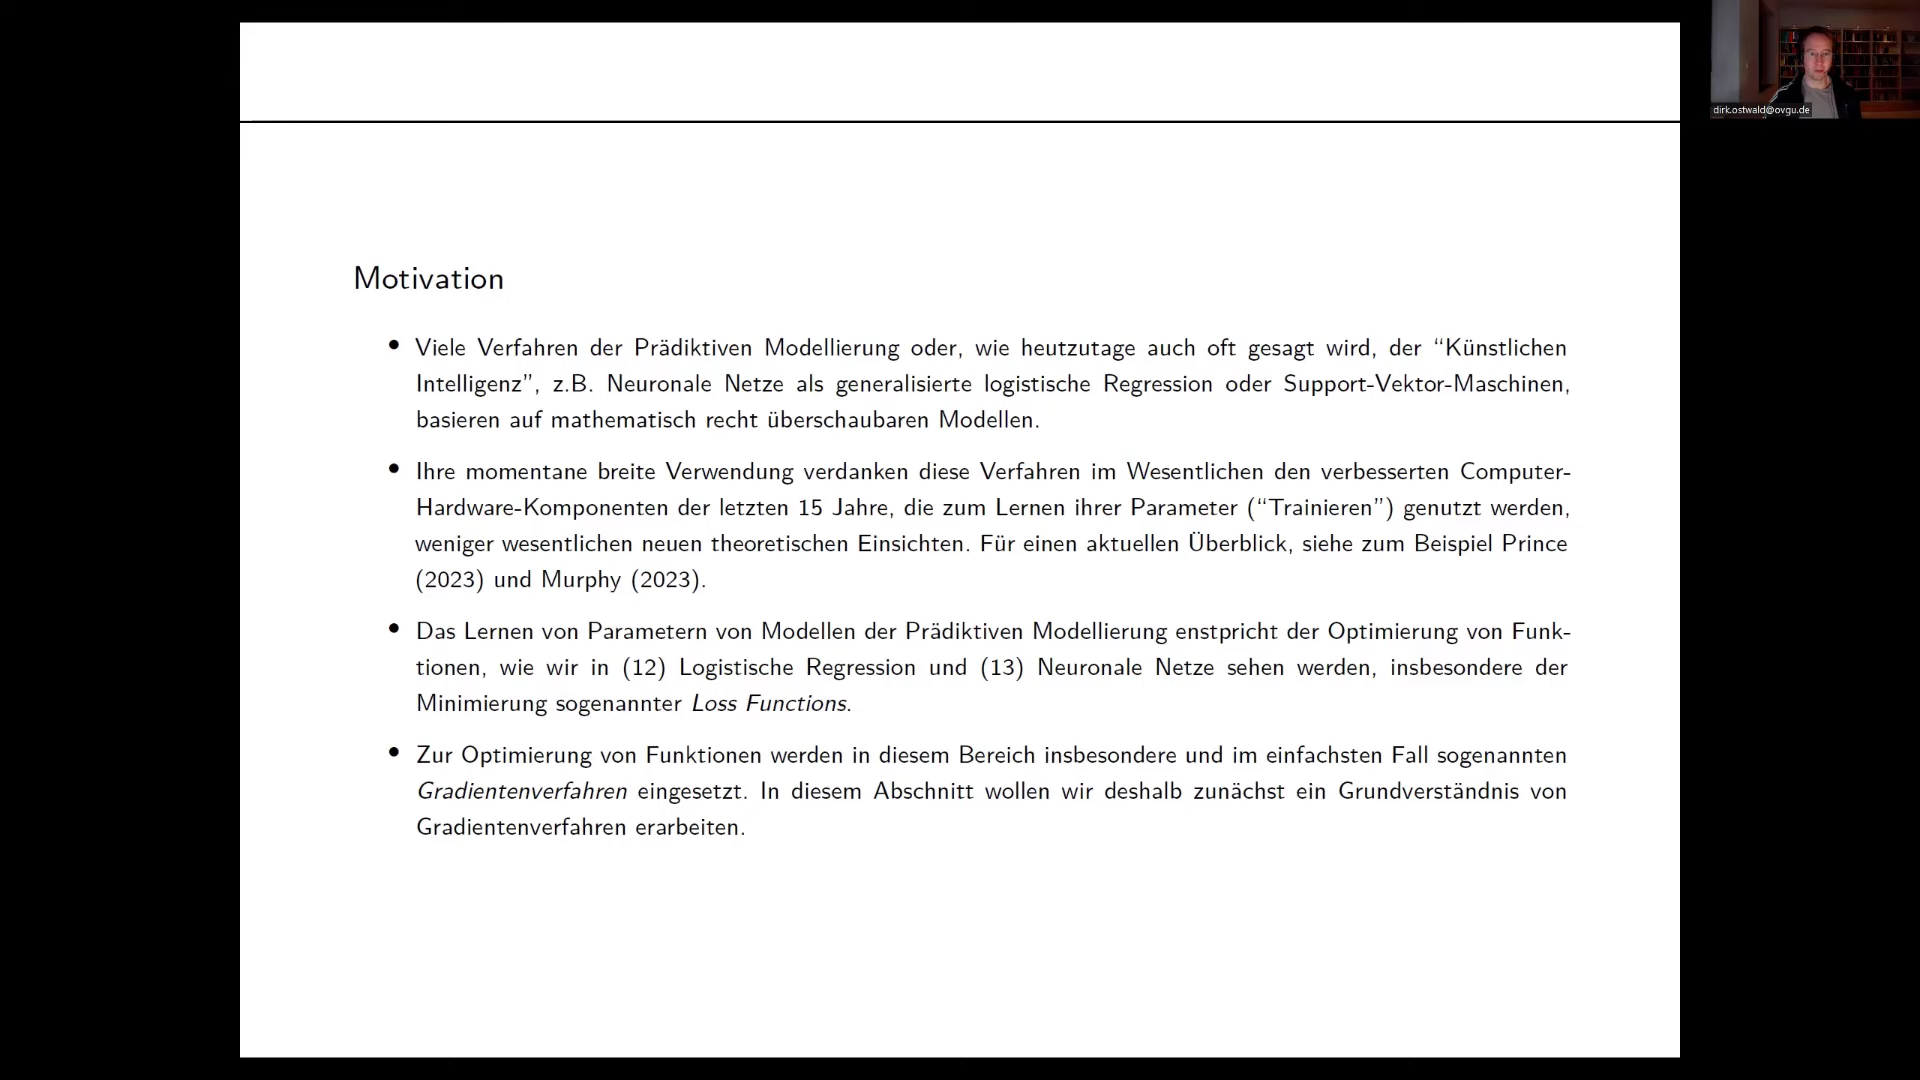 dirk.ostwald@ovgu.de
Motivation
• Viele Verfahren der Prädiktiven Modellierung oder, wie heutzutage auch oft gesagt wird, der “Künstlichen
Intelligenz”, z.B. Neuronale Netze als generalisierte logistische Regression oder Support-Vektor-Maschinen,
basieren auf mathematisch recht überschaubaren Modellen.
• Ihre momentane breite Verwendung verdanken diese Verfahren im Wesentlichen den verbesserten Computer-
Hardware-Komponenten der letzten 15 Jahre, die zum Lernen ihrer Parameter (“Trainieren”) genutzt werden,
weniger wesentlichen neuen theoretischen Einsichten. Für einen aktuellen Überblick, siehe zum Beispiel Prince
(2023) und Murphy (2023).
• Das Lernen von Parametern von Modellen der Prädiktiven Modellierung enstpricht der Optimierung von Funk-
tionen, wie wir in (12) Logistische Regression und (13) Neuronale Netze sehen werden, insbesondere der
Minimierung sogenannter Loss Functions.
• Zur Optimierung von Funktionen werden in diesem Bereich insbesondere und im einfachsten Fall sogenannten
Gradientenverfahren eingesetzt. In diesem Abschnitt wollen wir deshalb zunächst ein Grundverständnis von
Gradientenverfahren erarbeiten.